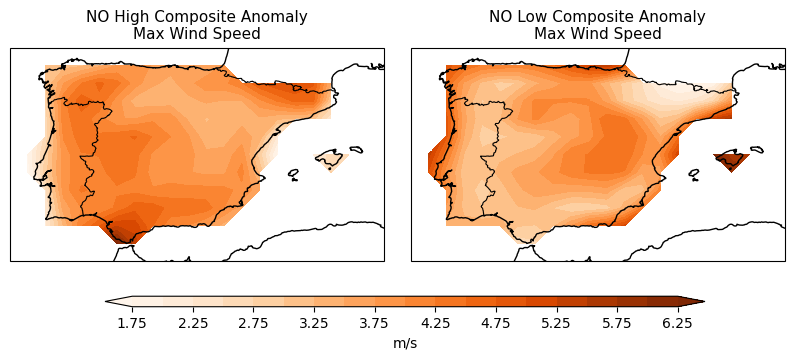 NO High Composite Anomaly
Max Wind Speed
NO Low Composite Anomaly
Max Wind Speed
1.75 2.25 2.75 3.25 3.75 4.25 4.75 5.25 5.75 6.25
m/s